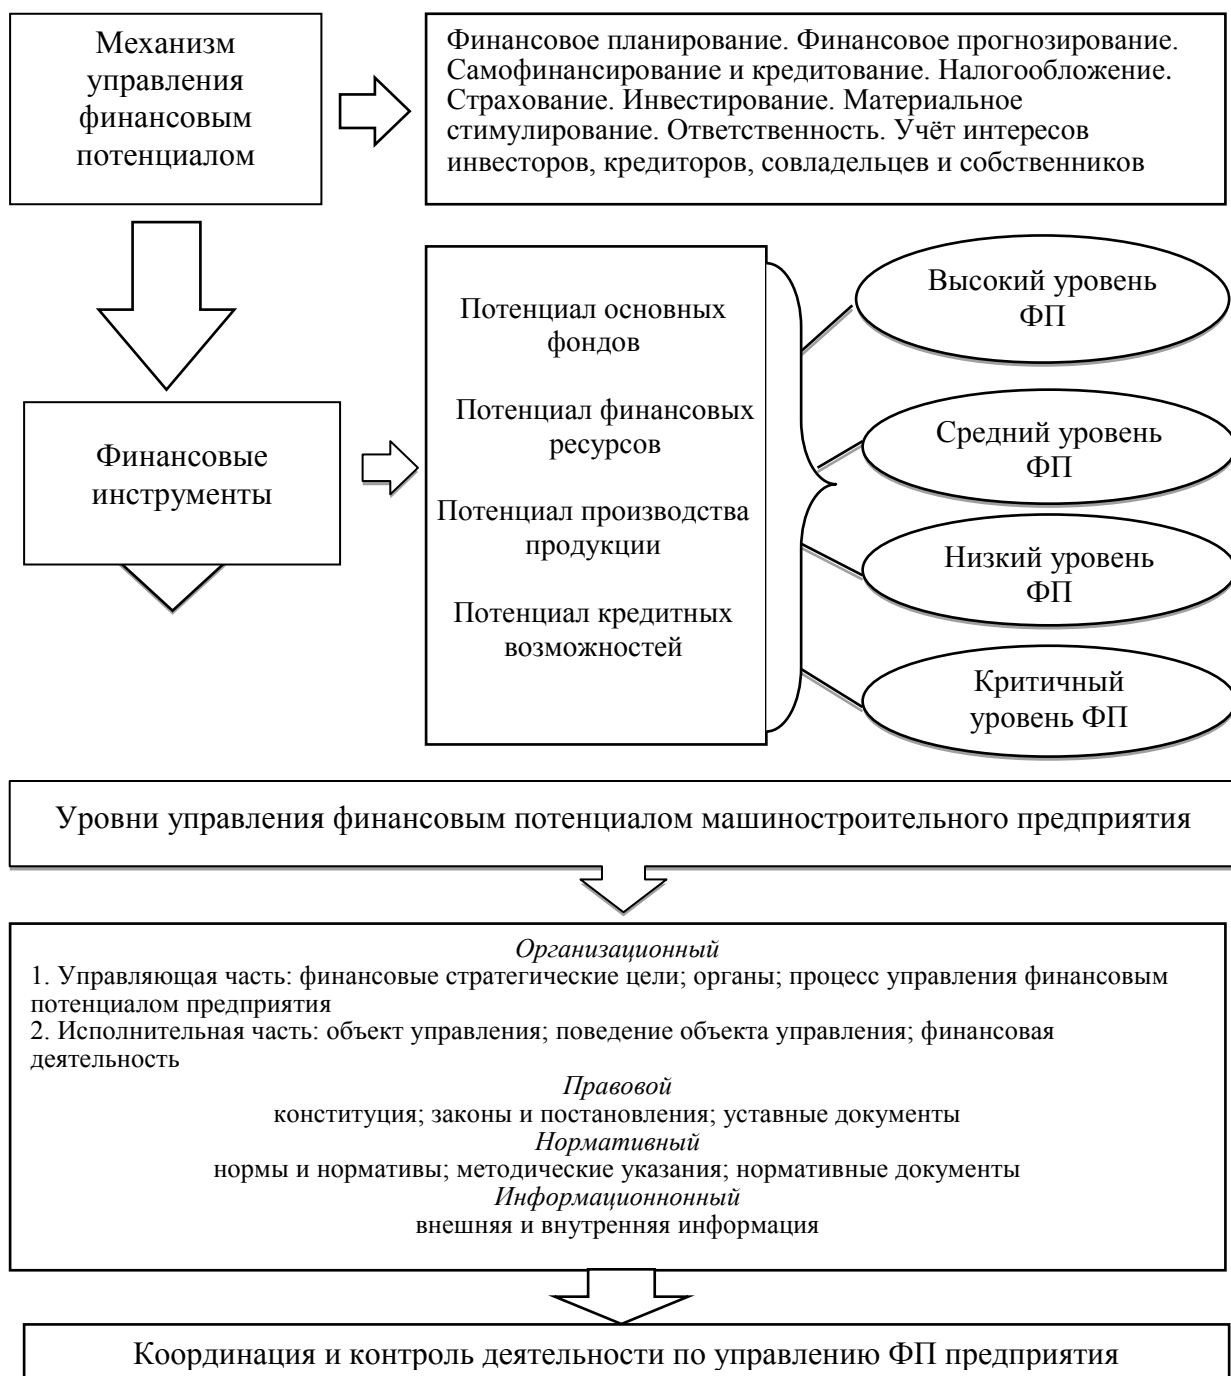 Механизм
управления
финансовым
потенциалом
Финансовое планирование. Финансовое прогнозирование.
Самофинансирование и кредитование. Налогообложение.
Страхование. Инвестирование. Материальное
стимулирование. Ответственность. Учёт интересов
инвесторов, кредиторов, совладельцев и собственников
Финансовые
инструменты
Потенциал основных
фондов
Потенциал финансовых
ресурсов
Потенциал производства
продукции
Потенциал кредитных
возможностей
Высокий уровень
ФП
Средний уровень
ФП
Низкий уровень
ФП
Критичный
уровень ФП
Уровни управления финансовым потенциалом машиностроительного предприятия
Организационный
1. Управляющая часть: финансовые стратегические цели; органы; процесс управления финансовым
потенциалом предприятия
2. Исполнительная часть: объект управления; поведение объекта управления; финансовая
деятельность
Правовой
конституция; законы и постановления; уставные документы
Нормативный
нормы и нормативы; методические указания; нормативные документы
Информационнонный
внешняя и внутренняя информация
Координация и контроль деятельности по управлению ФП предприятия